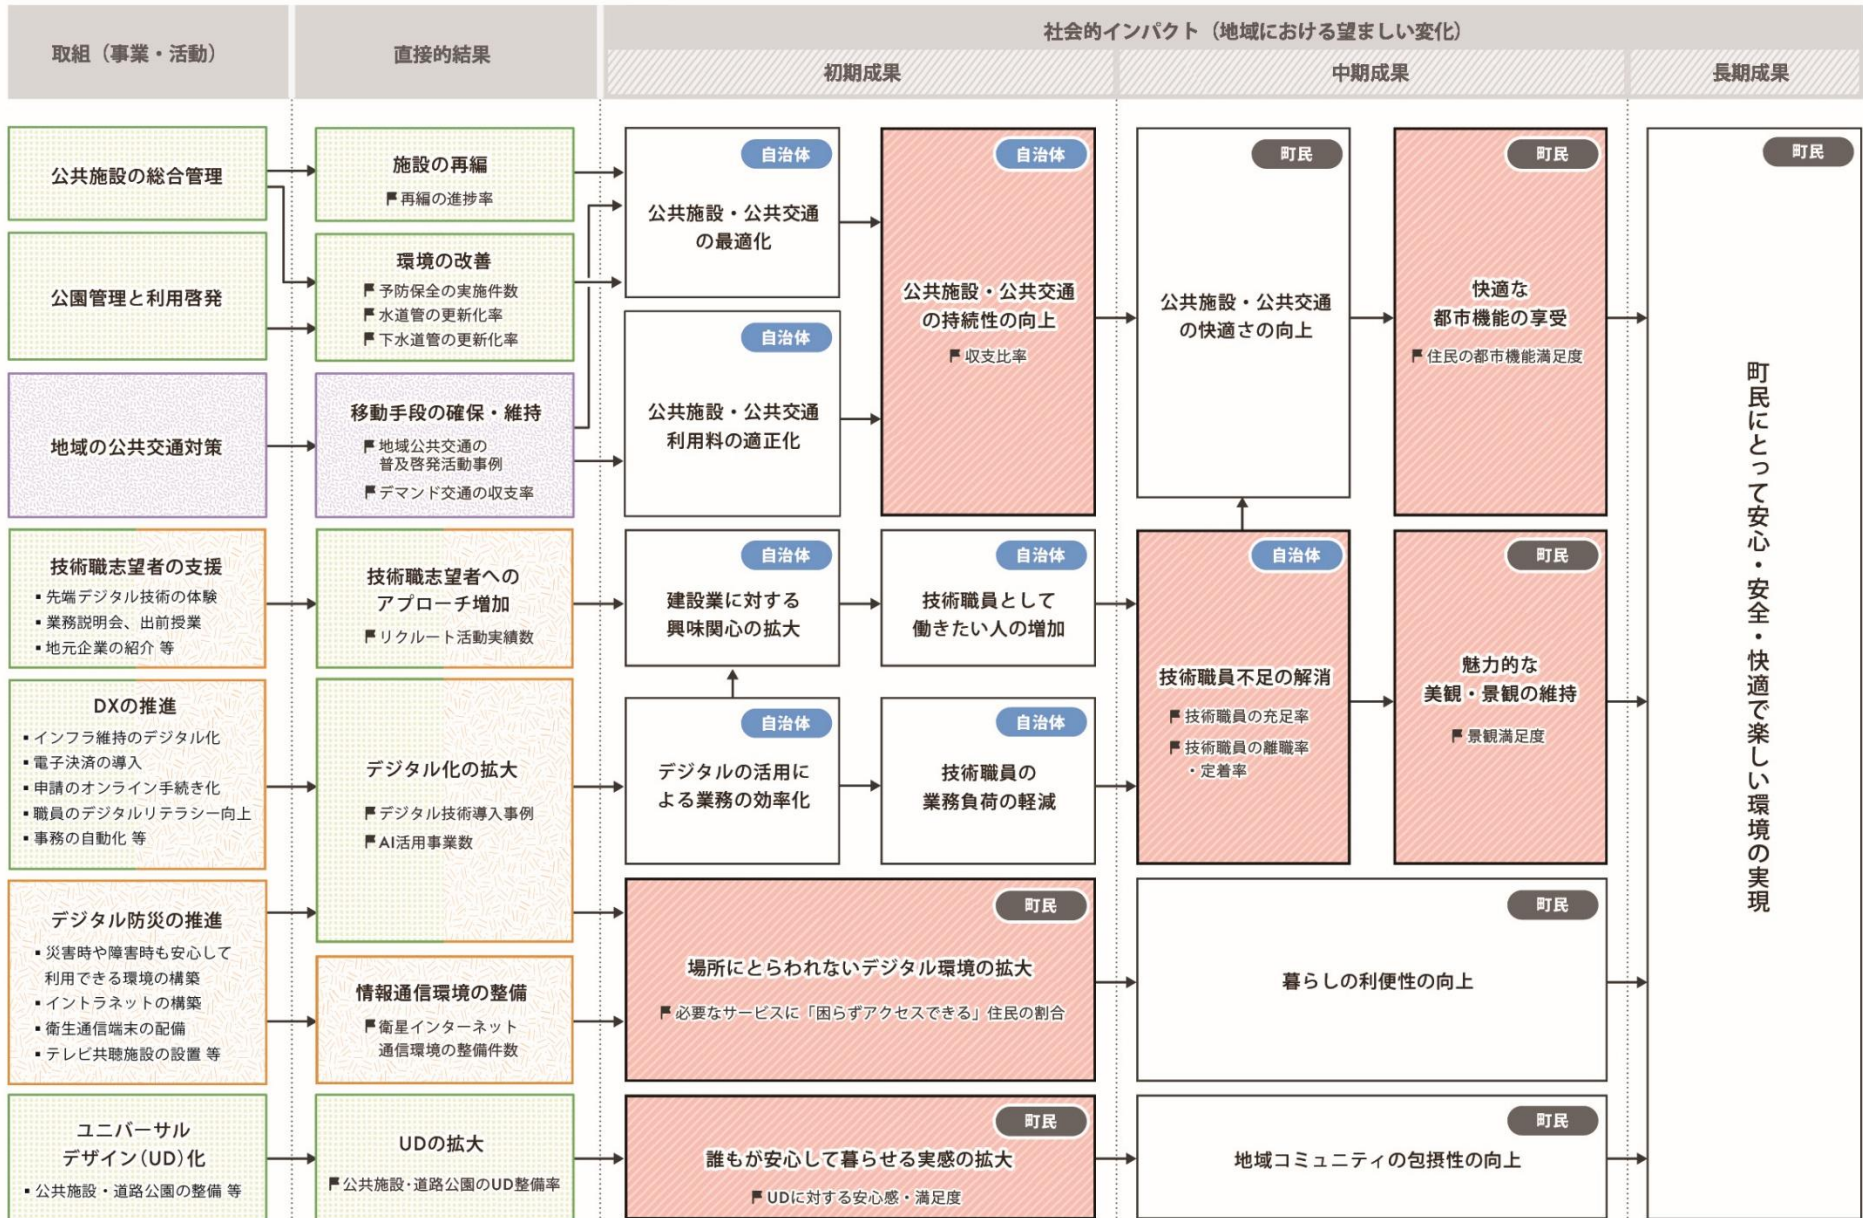 取組（事業・活動）
直接的結果
社会的インパクト（地域における望ましい変化）
初期成果
中期成果
長期成果
公共施設の総合管理
公園管理と利用啓発
地域の公共交通対策
技術職志望者の支援
▪ 先端デジタル技術の体験
▪ 業務説明会、出前授業
▪ 地元企業の紹介 等
DXの推進
▪ インフラ維持のデジタル化
▪ 電子決済の導入
▪ 申請のオンライン手続き化
▪ 職員のデジタルリテラシー向上
▪ 事務の自動化 等
デジタル防災の推進
▪ 災害時や障害時も安心して
利用できる環境の構築
▪ イントラネットの構築
▪ 衛生通信端末の配備
▪ テレビ共聴施設の設置 等
ユニバーサル
デザイン（UD）化
▪ 公共施設・道路公園の整備 等
施設の再編
再編の進捗率
環境の改善
予防保全の実施件数
水道管の更新化率
下水道管の更新化率
移動手段の確保・維持
地域公共交通の
普及啓発活動事例
デマンド交通の収支率
技術職志望者への
アプローチ増加
リクルート活動実績数
デジタル化の拡大
デジタル技術導入事例
AI活用事業数
情報通信環境の整備
衛星インターネット
通信環境の整備件数
UDの拡大
公共施設・道路公園のUD整備率
自治体
公共施設・公共交通
の最適化
自治体
公共施設・公共交通
利用料の適正化
自治体
公共施設・公共交通
の持続性の向上
収支比率
自治体
建設業に対する
興味関心の拡大
自治体
技術職員として
働きたい人の増加
自治体
デジタルの活用に
よる業務の効率化
自治体
技術職員の
業務負荷の軽減
町民
場所にとらわれないデジタル環境の拡大
必要なサービスに「困らずアクセスできる」住民の割合
町民
誰もが安心して暮らせる実感の拡大
UDに対する安心感・満足度
町民
公共施設・公共交通
の快適さの向上
町民
快適な
都市機能の享受
住民の都市機能満足度
自治体
技術職員不足の解消
技術職員の充足率
技術職員の離職率
・定着率
町民
魅力的な
美観・景観の維持
景観満足度
町民
暮らしの利便性の向上
町民
地域コミュニティの包摂性の向上
町民
町民にとって安心・安全・快適で楽しい環境の実現